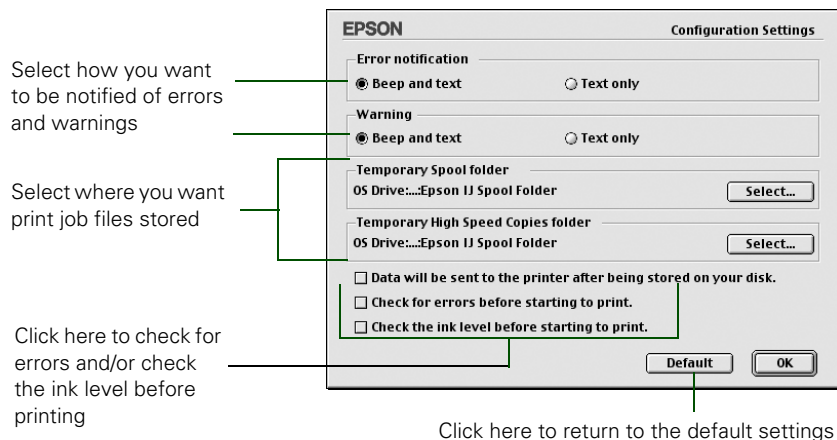 EPSON
Configuration Settings
Error notification
Beep and text
Text only
Warning
Beep and text
Text only
Temporary Spool folder
OS Drive:...:Epson IJ Spool Folder
Select...
Temporary High Speed Copies folder
OS Drive:...:Epson IJ Spool Folder
Select...
Data will be sent to the printer after being stored on your disk.
Check for errors before starting to print.
Check the ink level before starting to print.
Default
OK
Select how you want
to be notified of errors
and warnings
Select where you want
print job files stored
Click here to check for
errors and/or check
the ink level before
printing
Click here to return to the default settings